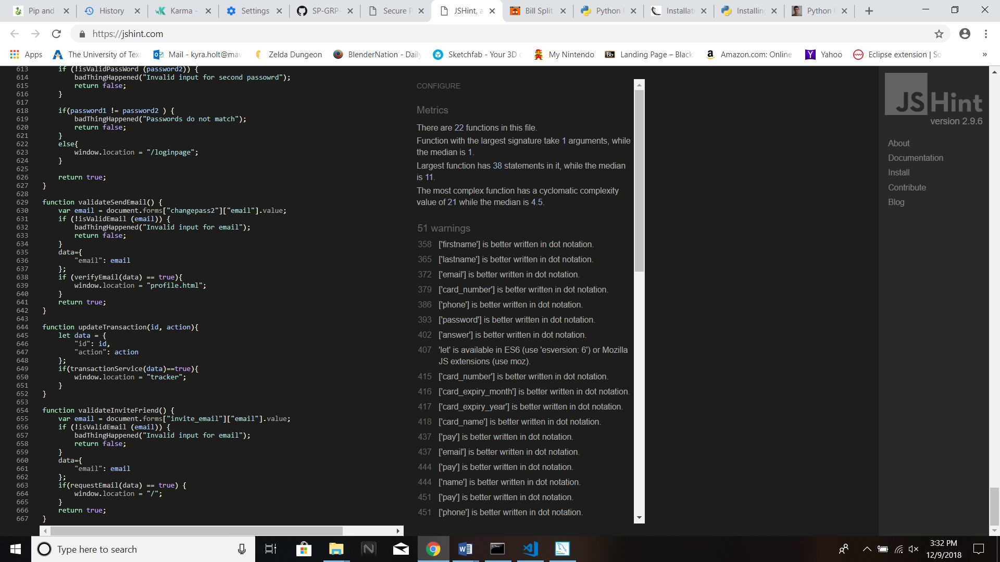 Pip and
History
Karma -
Settings
SP-GRP-
Secure P
JSHint, a
Bill Split
Python
Installati
Installing
Python
https://jshint.com
Apps
The University of Texa
Mail - kyra.holt@mav
Zelda Dungeon
BlenderNation - Daily
Sketchfab - Your 3D c
My Nintendo
Bb
Landing Page – Black
Amazon.com: Online
Yahoo
Eclipse extension | So
»
613 if (!isValidPassWord (password2)) {
614 badThingHappened("Invalid input for second passowrd");
615 return false;
616 }
617
618 if(password1 != password2 ) {
619 badThingHappened("Passwords do not match");
620 return false;
621 }
622 else{
623 window.location = "/loginpage";
624 }
625
626 return true;
627 }
628
629 function validateSendEmail() {
630 var email = document.forms["changepass2"]["email"].value;
631 if (!isValidEmail (email)) {
632 badThingHappened("Invalid input for email");
633 return false;
634 }
635 data={
636 "email": email
637 };
638 if (verifyEmail(data) == true){
639 window.location = "profile.html";
640 }
641 return true;
642 }
643
644 function updateTransaction(id, action){
645 let data = {
646 "id": id,
647 "action": action
648 };
649 if(transactionService(data)==true){
650 window.location = "tracker";
651 }
652 }
653
654 function validateInviteFriend() {
655 var email = document.forms["invite_email"]["email"].value;
656 if (!isValidEmail (email)) {
657 badThingHappened("Invalid input for email");
658 return false;
659 }
660 data={
661 "email": email
662 };
663 if(requestEmail(data) == true) {
664 window.location = "/";
665 }
666 return true;
667 }
CONFIGURE
Metrics
There are 22 functions in this file.
Function with the largest signature take 1 arguments, while
the median is 1.
Largest function has 38 statements in it, while the median
is 11.
The most complex function has a cyclomatic complexity
value of 21 while the median is 4.5.
51 warnings
358 ['firstname'] is better written in dot notation.
365 ['lastname'] is better written in dot notation.
372 ['email'] is better written in dot notation.
379 ['card_number'] is better written in dot notation.
386 ['phone'] is better written in dot notation.
393 ['password'] is better written in dot notation.
402 ['answer'] is better written in dot notation.
407 'let' is available in ES6 (use 'esversion: 6') or Mozilla
JS extensions (use moz).
415 ['card_number'] is better written in dot notation.
416 ['card_expiry_month'] is better written in dot notation.
417 ['card_expiry_year'] is better written in dot notation.
418 ['card_name'] is better written in dot notation.
437 ['pay'] is better written in dot notation.
437 ['email'] is better written in dot notation.
444 ['pay'] is better written in dot notation.
444 ['name'] is better written in dot notation.
451 ['pay'] is better written in dot notation.
451 ['phone'] is better written in dot notation.
JSHint
version 2.9.6
About
Documentation
Install
Contribute
Blog
Type here to search
3:32 PM
12/9/2018